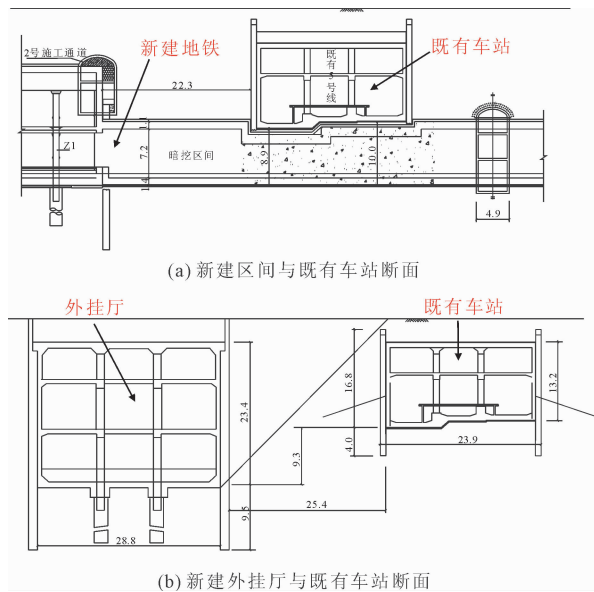 2号施工通道
新建地铁
既有5号线
既有车站
22.3
1.1
Z1
7.2
暗挖区间
8.9
10.0
1.4
4.9
(a) 新建区间与既有车站断面
外挂厅
既有车站
16.8
13.2
23.4
4.0
23.9
9.3
25.4
9.5
28.8
(b) 新建外挂厅与既有车站断面